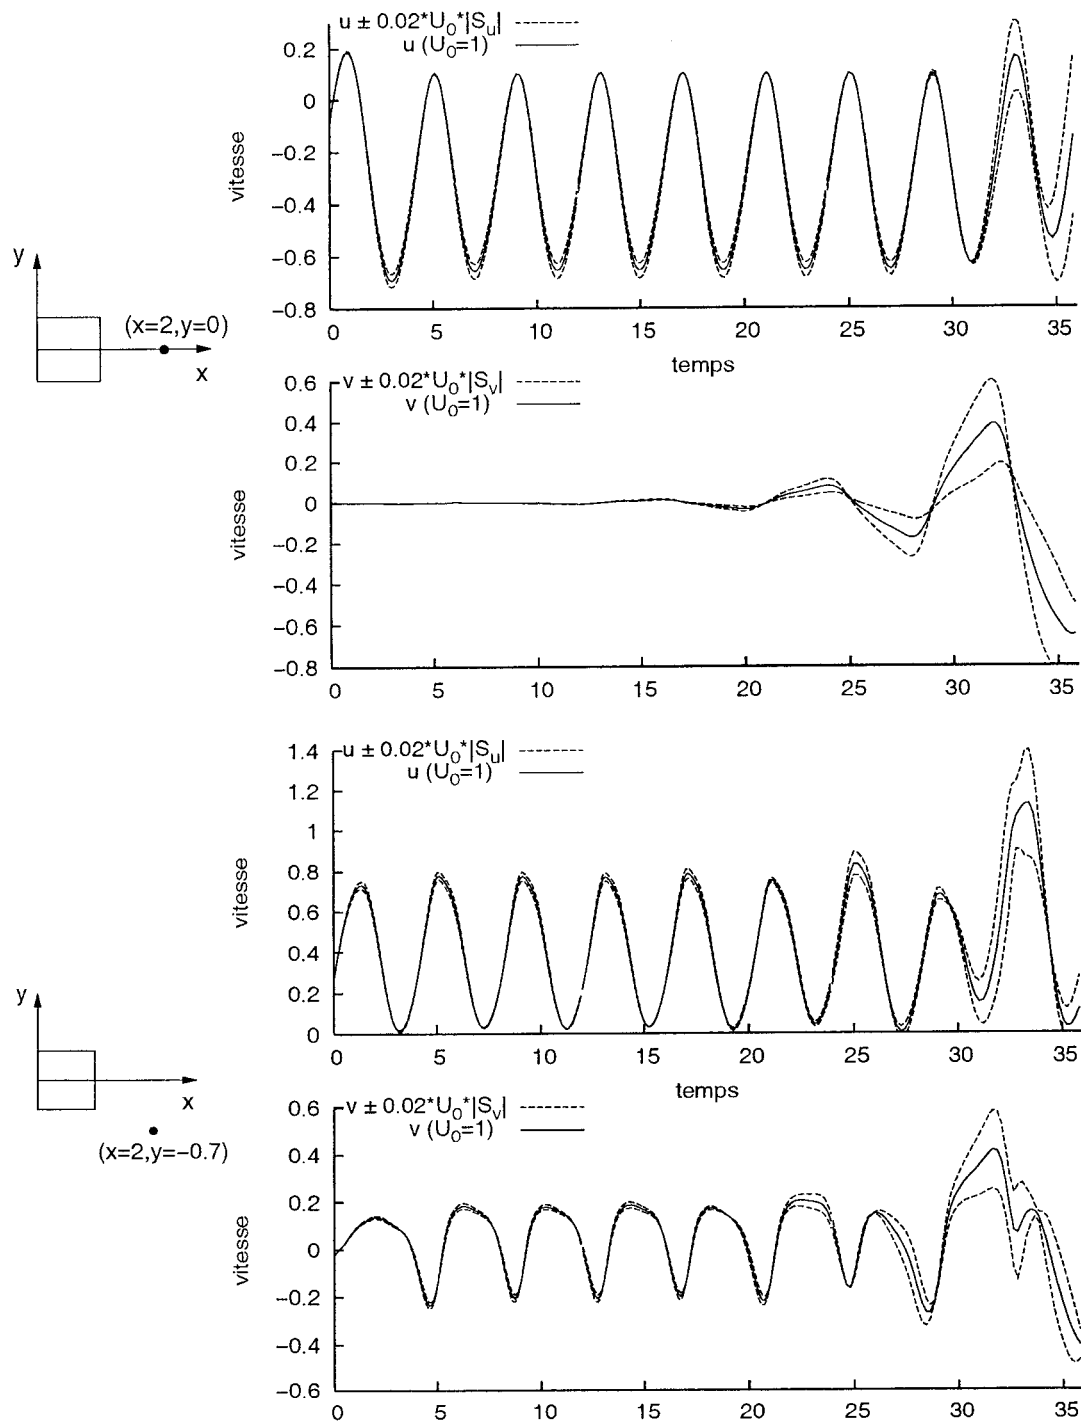 u ± 0.02*U₀*|Sᵤ|
u (U₀=1)
0.2
0
−0.2
−0.4
−0.6
−0.8
vitesse
0 5 10 15 20 25 30 35
temps
y
(x=2,y=0)
x
0.6
v ± 0.02*U₀*|Sᵥ|
v (U₀=1)
0.4
0.2
0
−0.2
−0.4
−0.6
−0.8
vitesse
0 5 10 15 20 25 30 35
1.4
u ± 0.02*U₀*|Sᵤ|
u (U₀=1)
1.2
1
0.8
0.6
0.4
0.2
0
vitesse
0 5 10 15 20 25 30 35
temps
y
x
(x=2,y=−0.7)
0.6
v ± 0.02*U₀*|Sᵥ|
v (U₀=1)
0.4
0.2
0
−0.2
−0.4
−0.6
vitesse
0 5 10 15 20 25 30 35